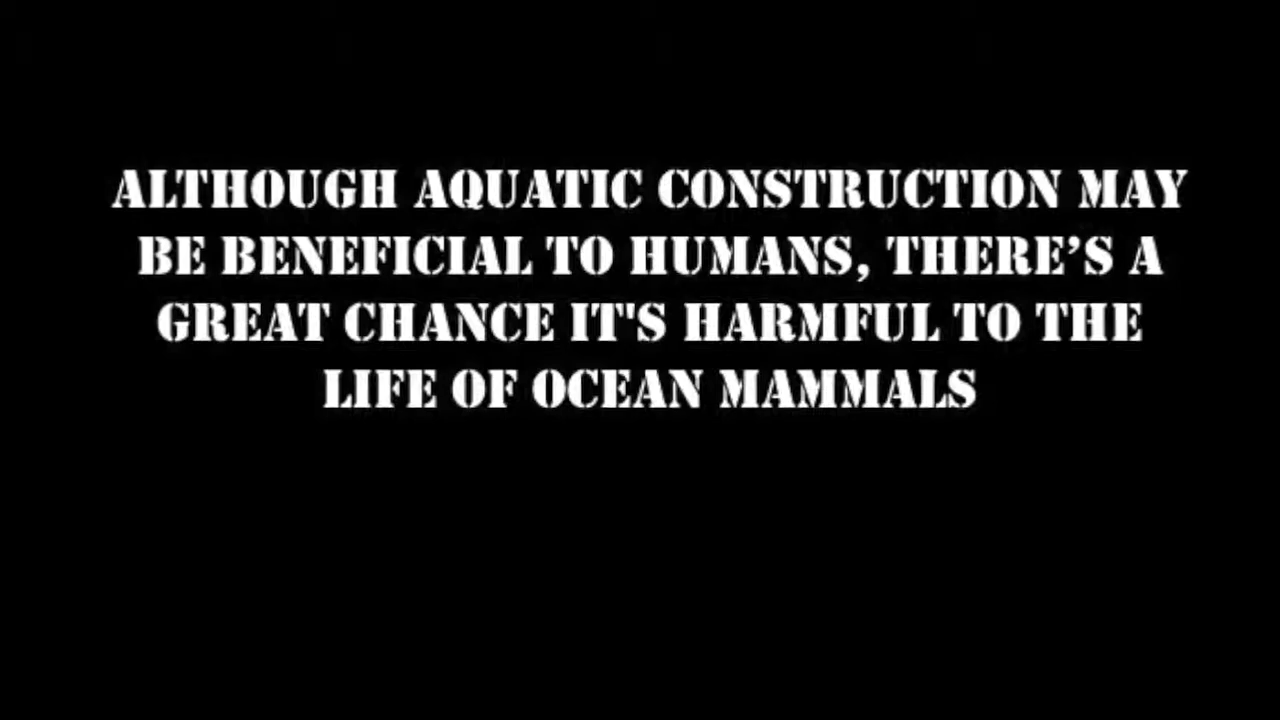 ALTHOUGH AQUATIC CONSTRUCTION MAY
BE BENEFICIAL TO HUMANS, THERE’S A
GREAT CHANCE IT'S HARMFUL TO THE
LIFE OF OCEAN MAMMALS